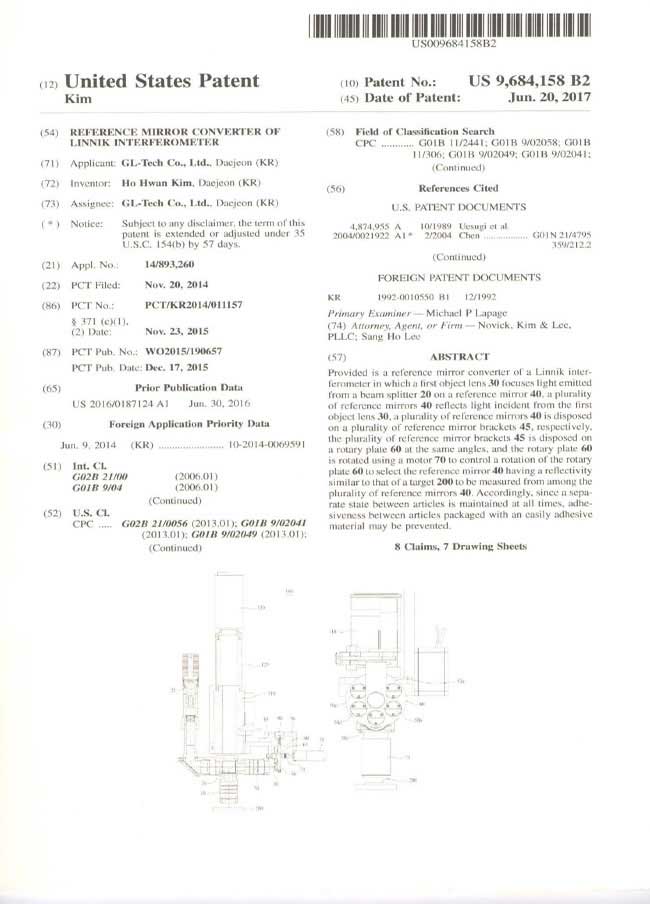 US009684158B2
(12) United States Patent
Kim
(10) Patent No.: US 9,684,158 B2
(45) Date of Patent: Jun. 20, 2017
(54) REFERENCE MIRROR CONVERTER OF
LINNIK INTERFEROMETER
(71) Applicant: GL-Tech Co., Ltd., Daejeon (KR)
(72) Inventor: Ho Hwan Kim, Daejeon (KR)
(73) Assignee: GL-Tech Co., Ltd., Daejeon (KR)
( * ) Notice: Subject to any disclaimer, the term of this
patent is extended or adjusted under 35
U.S.C. 154(b) by 57 days.
(21) Appl. No.: 14/893,260
(22) PCT Filed: Nov. 20, 2014
(86) PCT No.: PCT/KR2014/011157
§ 371 (c)(1),
(2) Date: Nov. 23, 2015
(87) PCT Pub. No.: WO2015/190657
PCT Pub. Date: Dec. 17, 2015
(65) Prior Publication Data
US 2016/0187124 A1 Jun. 30, 2016
(30) Foreign Application Priority Data
Jun. 9, 2014 (KR) ........................ 10-2014-0069591
(51) Int. Cl.
G02B 21/00 (2006.01)
G01B 9/04 (2006.01)
(Continued)
(52) U.S. Cl.
CPC ..... G02B 21/0056 (2013.01); G01B 9/02041
(2013.01); G01B 9/02049 (2013.01);
(Continued)
(58) Field of Classification Search
CPC ............ G01B 11/2441; G01B 9/02058; G01B
11/306; G01B 9/02049; G01B 9/02041;
(Continued)
(56) References Cited
U.S. PATENT DOCUMENTS
4,874,955 A 10/1989 Uesugi et al.
2004/0021922 A1* 2/2004 Chen ................. G01N 21/4795
359/212.2
(Continued)
FOREIGN PATENT DOCUMENTS
KR 1992-0010550 B1 12/1992
Primary Examiner — Michael P Lapage
(74) Attorney, Agent, or Firm — Novick, Kim & Lee,
PLLC; Sang Ho Lee
(57) ABSTRACT
Provided is a reference mirror converter of a Linnik inter-
ferometer in which a first object lens 30 focuses light emitted
from a beam splitter 20 on a reference mirror 40, a plurality
of reference mirrors 40 reflects light incident from the first
object lens 30, a plurality of reference mirrors 40 is disposed
on a plurality of reference mirror brackets 45, respectively,
the plurality of reference mirror brackets 45 is disposed on
a rotary plate 60 at the same angles, and the rotary plate 60
is rotated using a motor 70 to control a rotation of the rotary
plate 60 to select the reference mirror 40 having a reflectivity
similar to that of a target 200 to be measured from among the
plurality of reference mirrors 40. Accordingly, since a sepa-
rate state between articles is maintained at all times, adhe-
siveness between articles packaged with an easily adhesive
material may be prevented.
8 Claims, 7 Drawing Sheets